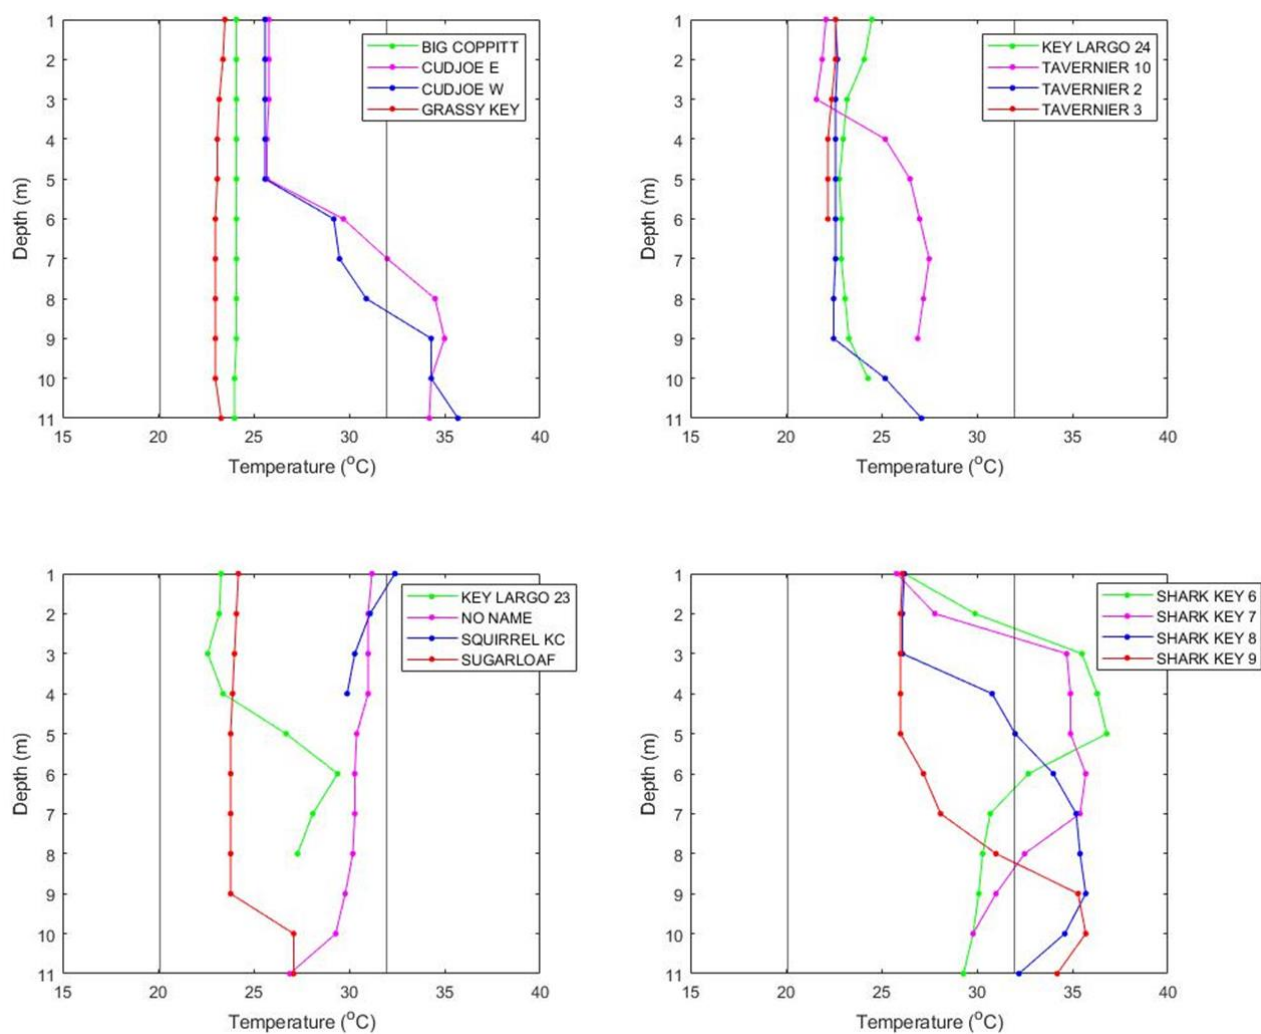 1
2
3
4
5
6
7
8
9
10
11
Depth (m)
BIG COPPITT
CUDJOE E
CUDJOE W
GRASSY KEY
15 20 25 30 35 40
Temperature (°C)
1
2
3
4
5
6
7
8
9
10
11
Depth (m)
KEY LARGO 24
TAVERNIER 10
TAVERNIER 2
TAVERNIER 3
15 20 25 30 35 40
Temperature (°C)
1
2
3
4
5
6
7
8
9
10
11
Depth (m)
KEY LARGO 23
NO NAME
SQUIRREL KC
SUGARLOAF
15 20 25 30 35 40
Temperature (°C)
1
2
3
4
5
6
7
8
9
10
11
Depth (m)
SHARK KEY 6
SHARK KEY 7
SHARK KEY 8
SHARK KEY 9
15 20 25 30 35 40
Temperature (°C)